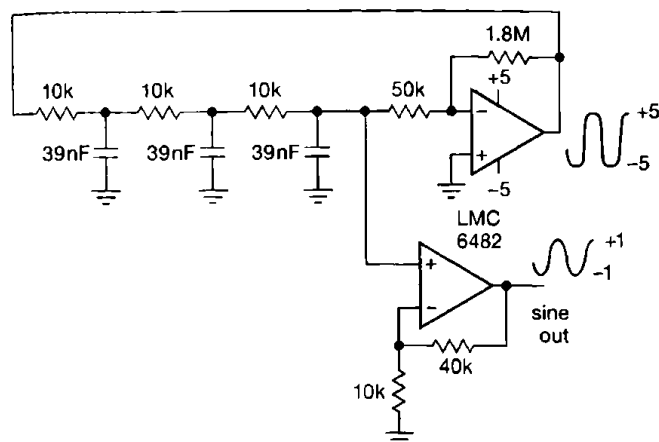 1.8M
10k 10k 10k 50k +5
39nF 39nF 39nF
- +
+5 -5
-5
LMC
6482
+ -
+1 -1
sine
out
40k
10k